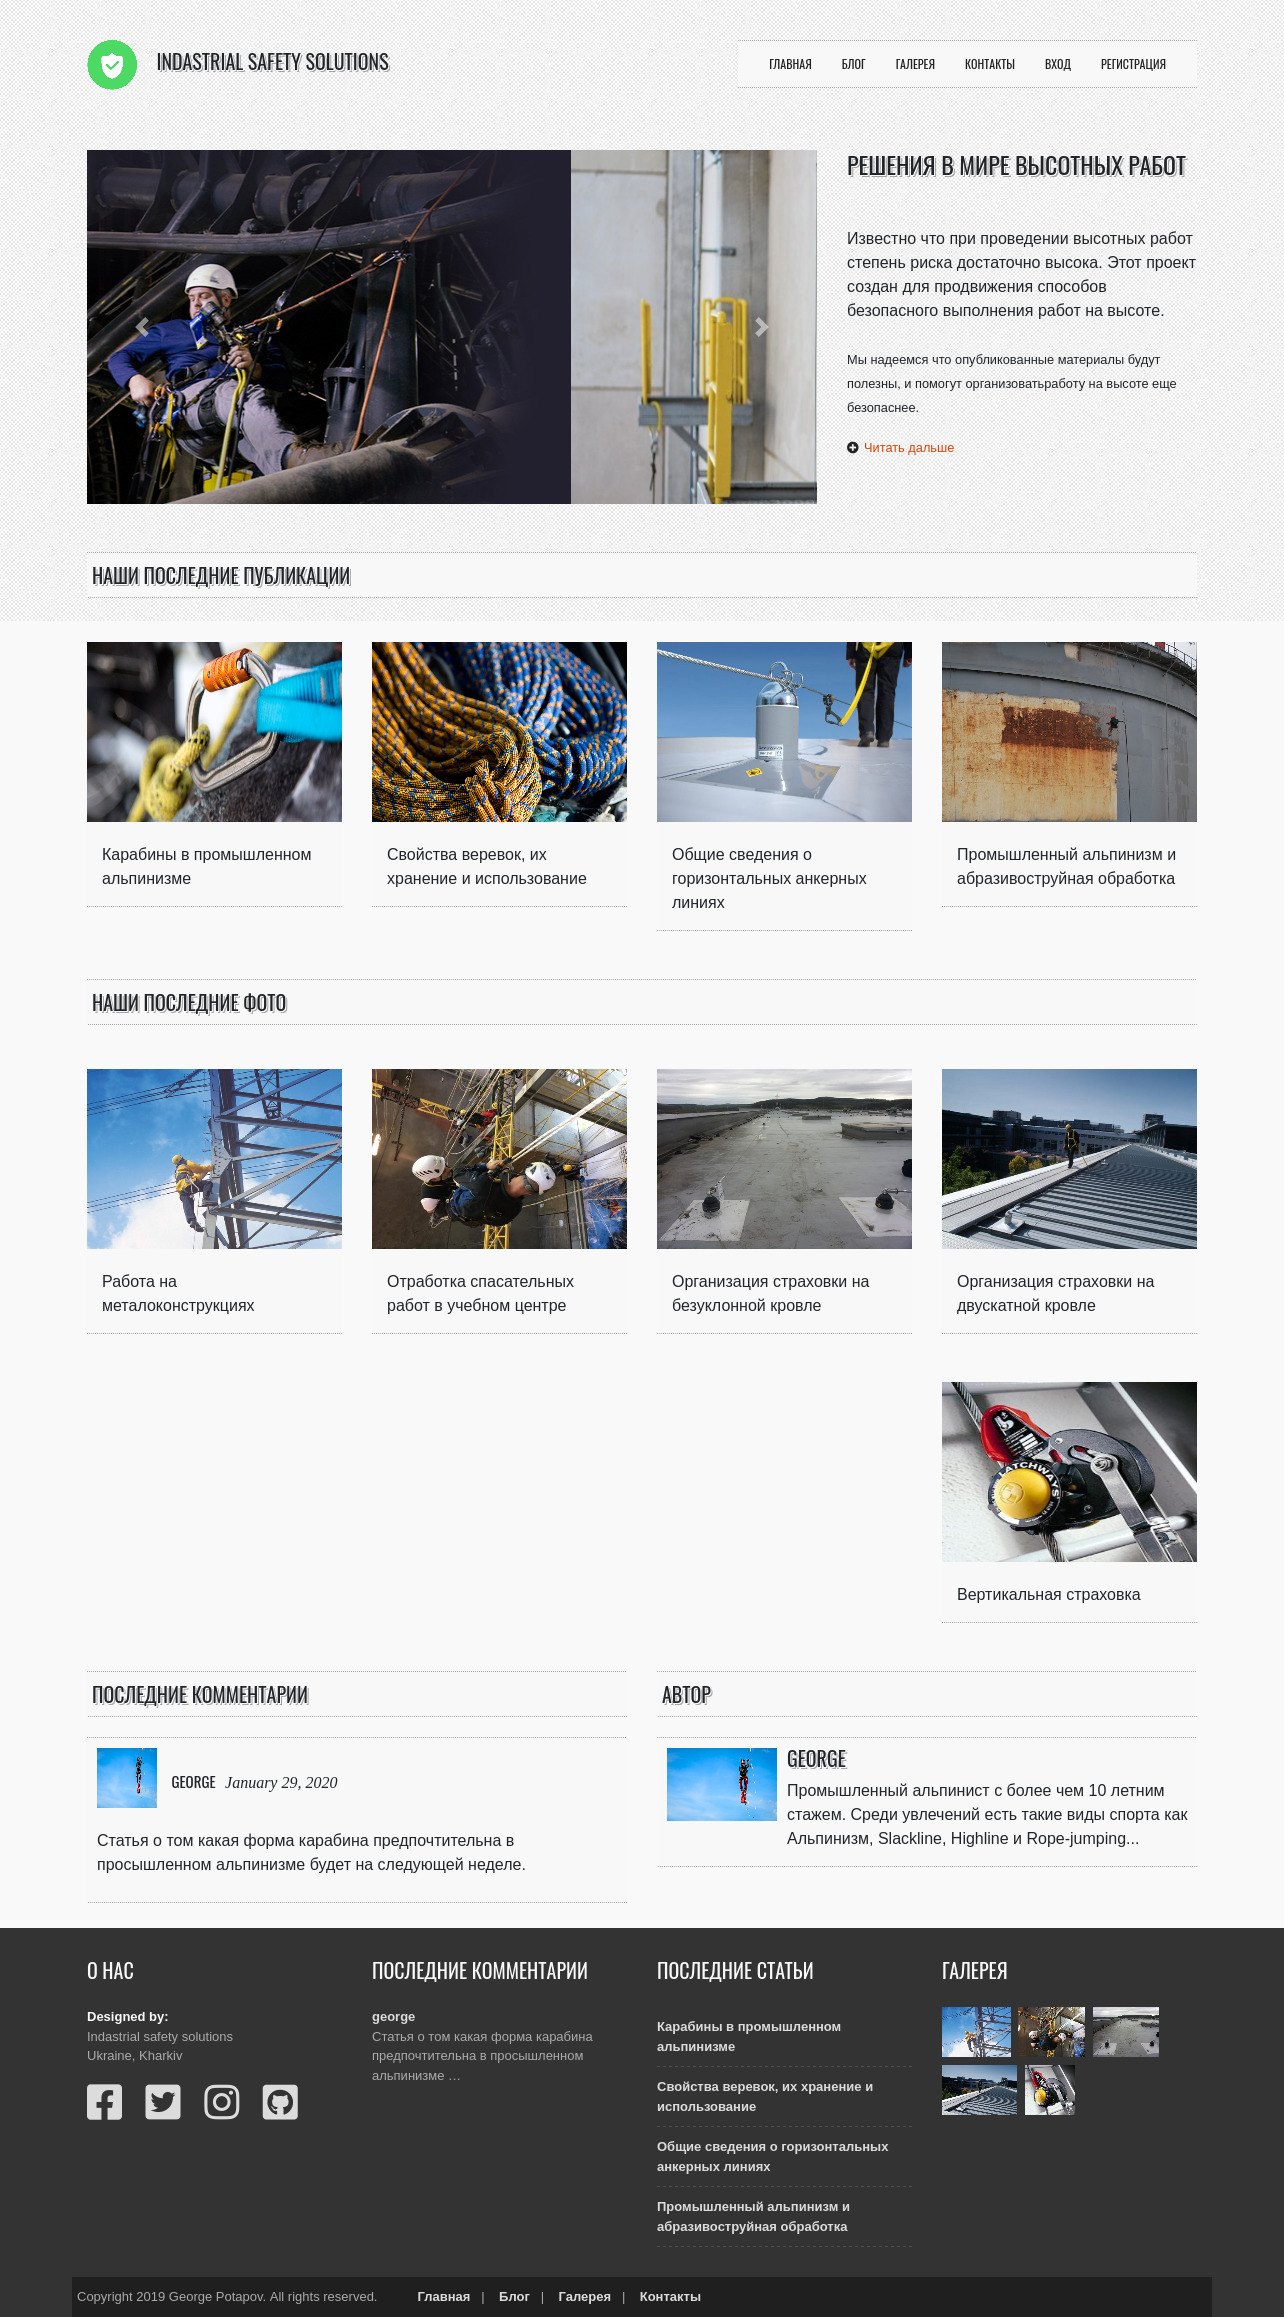 INDASTRIAL SAFETY SOLUTIONS
ГЛАВНАЯ БЛОГ ГАЛЕРЕЯ КОНТАКТЫ ВХОД РЕГИСТРАЦИЯ
РЕШЕНИЯ В МИРЕ ВЫСОТНЫХ РАБОТ
Известно что при проведении высотных работ
степень риска достаточно высока. Этот проект
создан для продвижения способов
безопасного выполнения работ на высоте.
Мы надеемся что опубликованные материалы будут
полезны, и помогут организоватьработу на высоте еще
безопаснее.
Читать дальше
НАШИ ПОСЛЕДНИЕ ПУБЛИКАЦИИ
Карабины в промышленном
альпинизме
Свойства веревок, их
хранение и использование
Общие сведения о
горизонтальных анкерных
линиях
Промышленный альпинизм и
абразивоструйная обработка
НАШИ ПОСЛЕДНИЕ ФОТО
Работа на
металоконструкциях
Отработка спасательных
работ в учебном центре
Организация страховки на
безуклонной кровле
Организация страховки на
двускатной кровле
LATCHWAYS
Вертикальная страховка
ПОСЛЕДНИЕ КОММЕНТАРИИ
GEORGE January 29, 2020
Статья о том какая форма карабина предпочтительна в
просышленном альпинизме будет на следующей неделе.
АВТОР
GEORGE
Промышленный альпинист с более чем 10 летним
стажем. Среди увлечений есть такие виды спорта как
Альпинизм, Slackline, Highline и Rope-jumping...
О НАС
Designed by:
Indastrial safety solutions
Ukraine, Kharkiv
ПОСЛЕДНИЕ КОММЕНТАРИИ
george
Статья о том какая форма карабина
предпочтительна в просышленном
альпинизме …
ПОСЛЕДНИЕ СТАТЬИ
Карабины в промышленном
альпинизме
Свойства веревок, их хранение и
использование
Общие сведения о горизонтальных
анкерных линиях
Промышленный альпинизм и
абразивоструйная обработка
ГАЛЕРЕЯ
Copyright 2019 George Potapov. All rights reserved. Главная | Блог | Галерея | Контакты